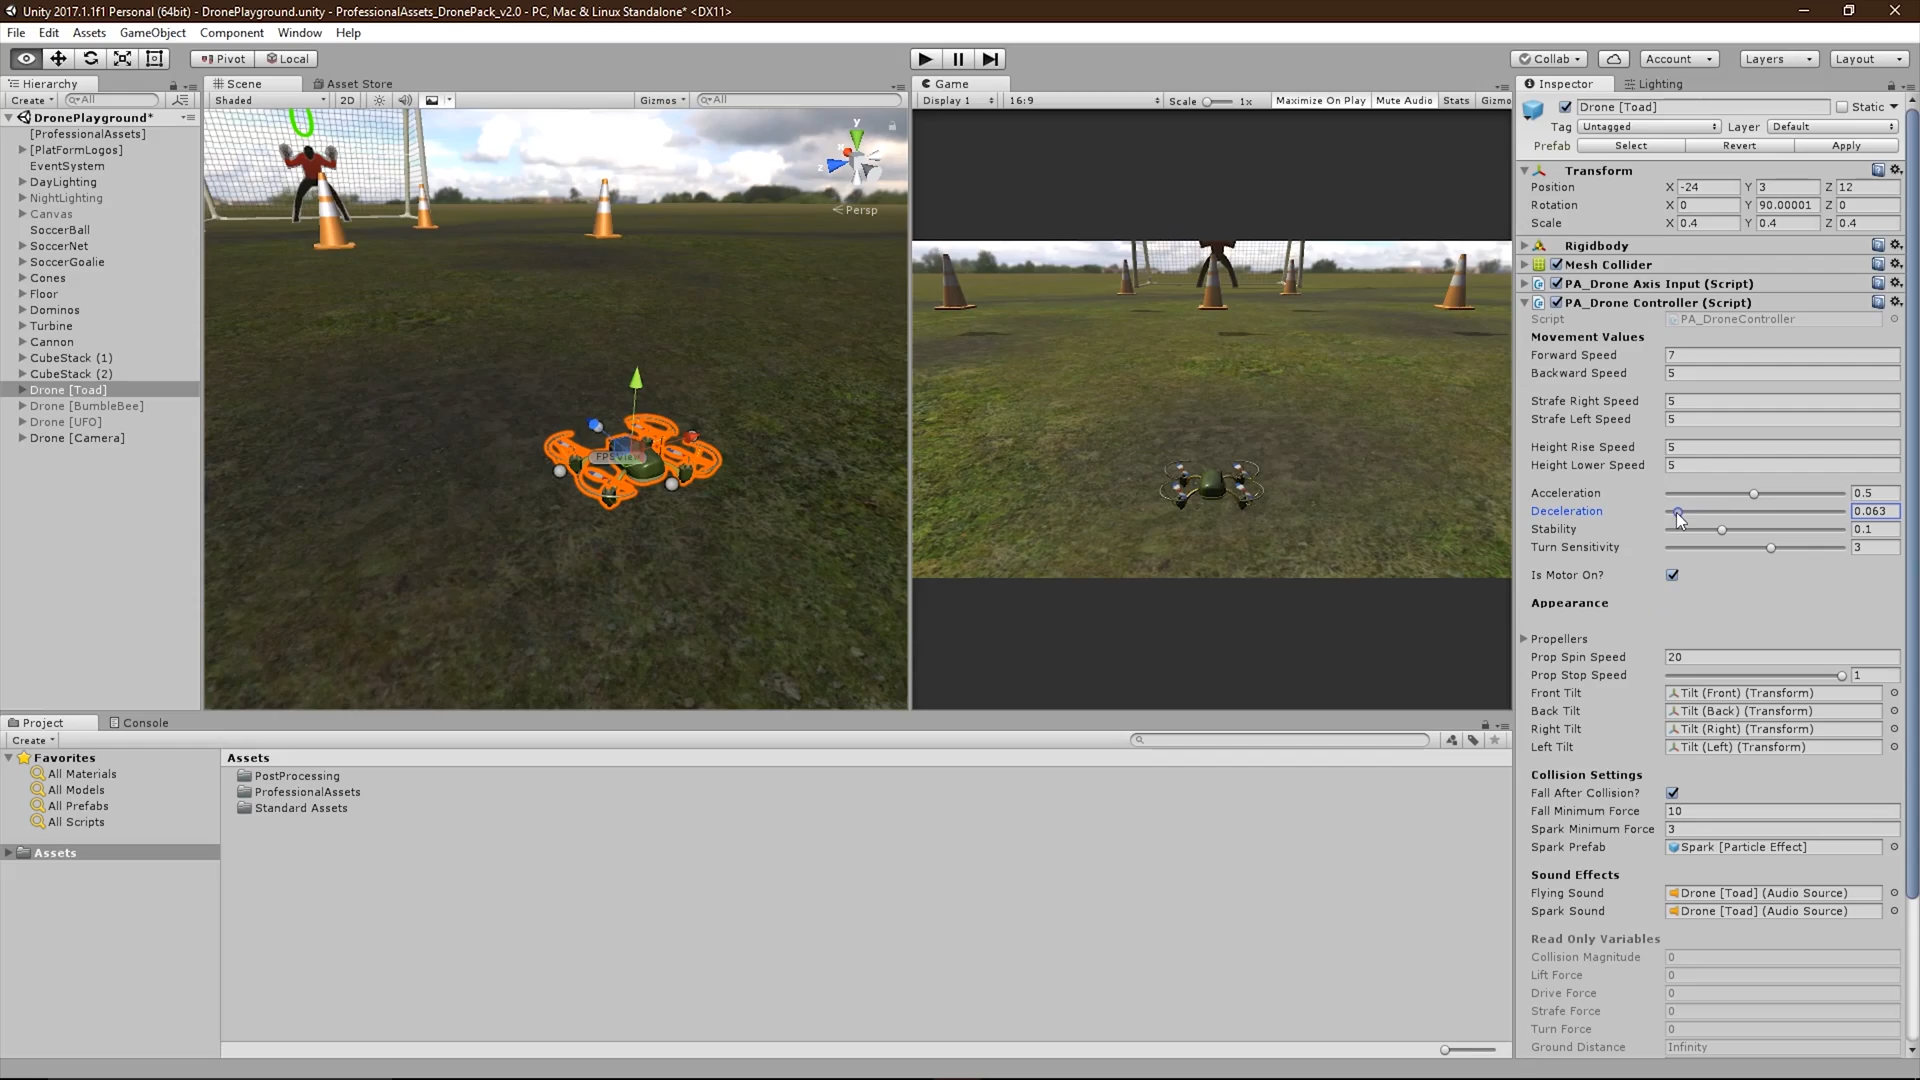 Unity 2017.1.1f1 Personal (64bit) - DronePlayground.unity - ProfessionalAssets_DronePack_v2.0 - PC, Mac & Linux Standalone* <DX11>
File Edit Assets GameObject Component Window Help
Pivot Local Collab Account Layers Layout
Hierarchy
Create All
DronePlayground*
[ProfessionalAssets]
[PlatFormLogos]
EventSystem
DayLighting
NightLighting
Canvas
SoccerBall
SoccerNet
SoccerGoalie
Cones
Floor
Dominos
Turbine
Cannon
CubeStack (1)
CubeStack (2)
Drone [Toad]
Drone [BumbleBee]
Drone [UFO]
Drone [Camera]
Scene Asset Store
Shaded 2D Gizmos All
y
x
z
Persp
FPSView
Game
Display 1 16:9 Scale 1x Maximize On Play Mute Audio Stats Gizmo
Inspector Lighting
Drone [Toad] Static
Tag Untagged Layer Default
Prefab Select Revert Apply
Transform
Position X -24 Y 3 Z 12
Rotation X 0 Y 90.00001 Z 0
Scale X 0.4 Y 0.4 Z 0.4
Rigidbody
Mesh Collider
PA_Drone Axis Input (Script)
PA_Drone Controller (Script)
Script PA_DroneController
Movement Values
Forward Speed 7
Backward Speed 5
Strafe Right Speed 5
Strafe Left Speed 5
Height Rise Speed 5
Height Lower Speed 5
Acceleration 0.5
Deceleration 0.063
Stability 0.1
Turn Sensitivity 3
Is Motor On?
Appearance
Propellers
Prop Spin Speed 20
Prop Stop Speed 1
Front Tilt Tilt (Front) (Transform)
Back Tilt Tilt (Back) (Transform)
Right Tilt Tilt (Right) (Transform)
Left Tilt Tilt (Left) (Transform)
Collision Settings
Fall After Collision?
Fall Minimum Force 10
Spark Minimum Force 3
Spark Prefab Spark [Particle Effect]
Sound Effects
Flying Sound Drone [Toad] (Audio Source)
Spark Sound Drone [Toad] (Audio Source)
Read Only Variables
Collision Magnitude 0
Lift Force 0
Drive Force 0
Strafe Force 0
Turn Force 0
Ground Distance Infinity
Project Console
Create
Favorites
All Materials
All Models
All Prefabs
All Scripts
Assets
Assets
PostProcessing
ProfessionalAssets
Standard Assets